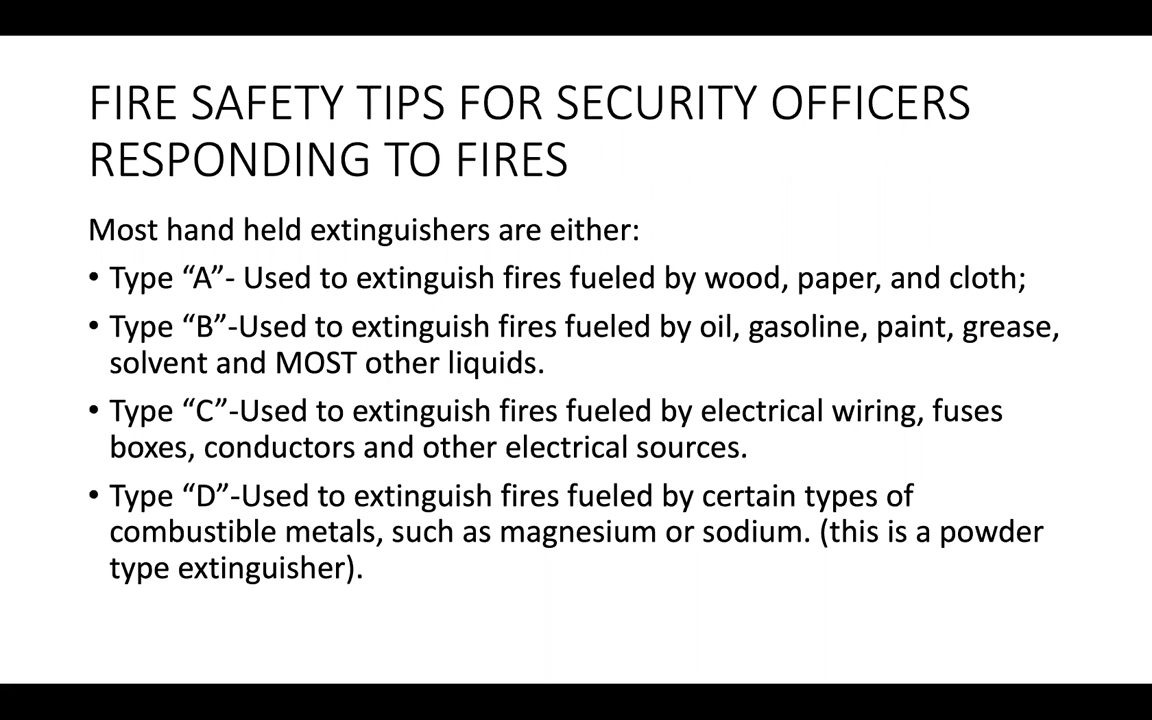 FIRE SAFETY TIPS FOR SECURITY OFFICERS
RESPONDING TO FIRES
Most hand held extinguishers are either:
• Type “A”- Used to extinguish fires fueled by wood, paper, and cloth;
• Type “B”-Used to extinguish fires fueled by oil, gasoline, paint, grease,
solvent and MOST other liquids.
• Type “C”-Used to extinguish fires fueled by electrical wiring, fuses
boxes, conductors and other electrical sources.
• Type “D”-Used to extinguish fires fueled by certain types of
combustible metals, such as magnesium or sodium. (this is a powder
type extinguisher).